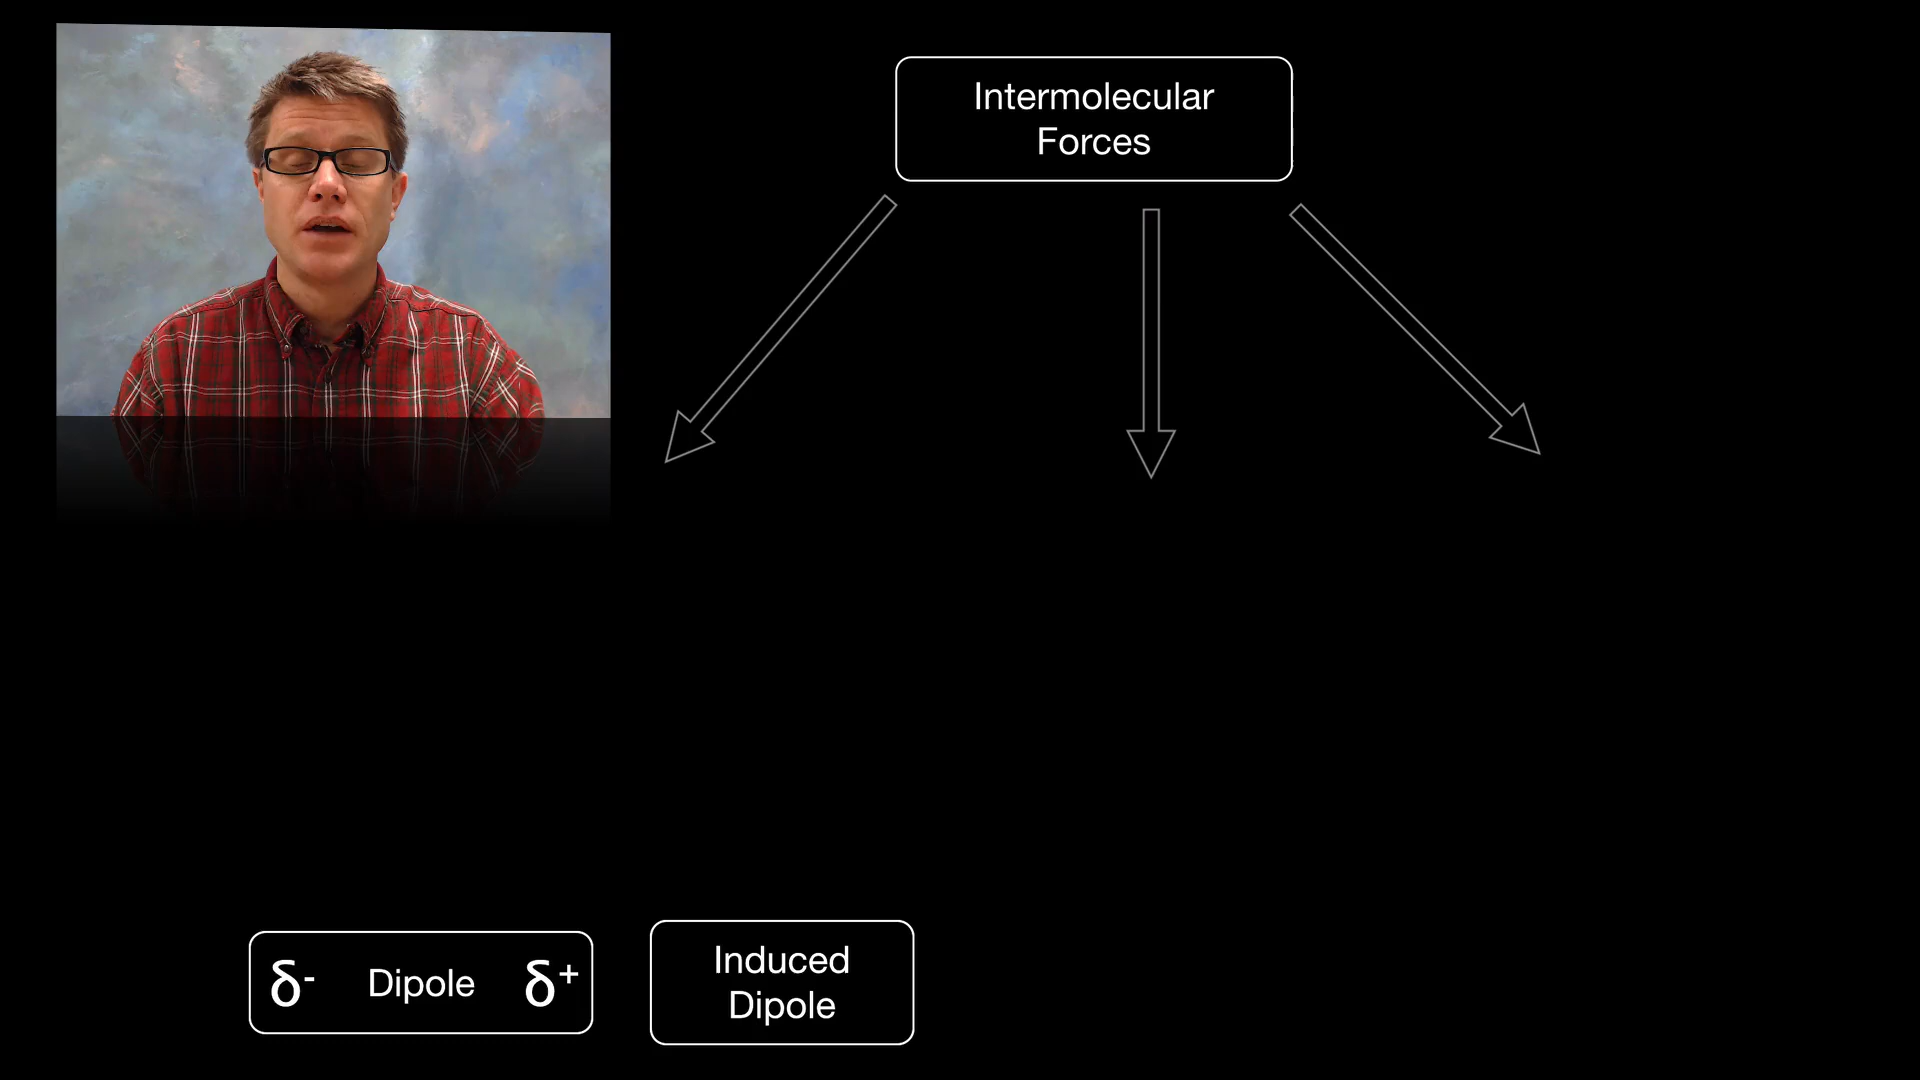 Intermolecular
Forces
δ- Dipole δ+
Induced
Dipole